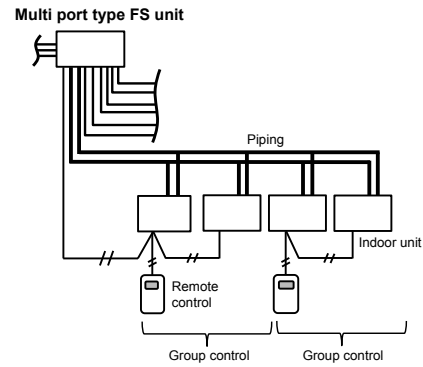 Multi port type FS unit
Piping
Indoor unit
Remote
control
Group control
Group control